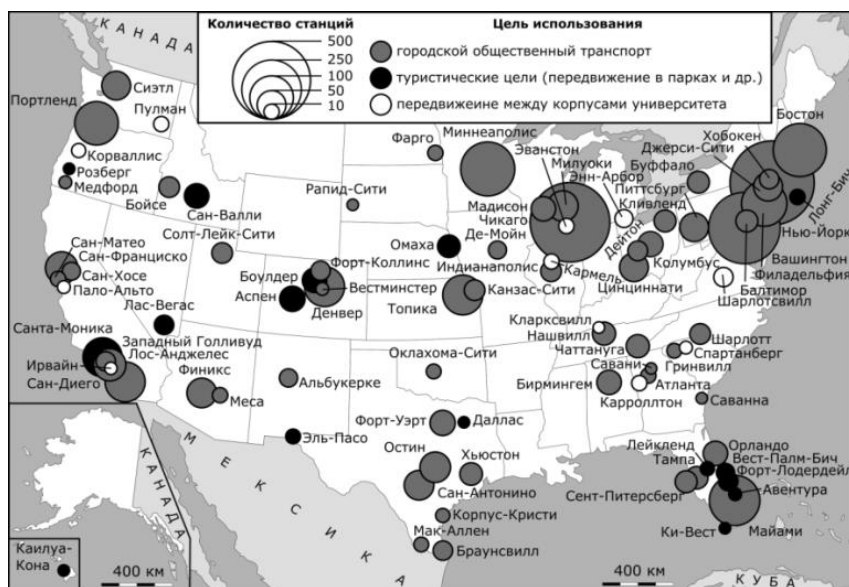 КАНАДА
Количество станций
500
250
100
50
10
Цель использования
городской общественный транспорт
туристические цели (передвижение в парках и др.)
передвижеине между корпусами университета
Сиэтл
Портленд
Пулман
Корваллис
Розберг
Медфорд
Бойсе
Сан-Валли
Солт-Лейк-Сити
Рапид-Сити
Фарго
Миннеаполис
Эванстон
Милуоки
Энн-Арбор
Мадисон
Чикаго
Де-Мойн
Омаха
Индианаполис
Кармель
Канзас-Сити
Топика
Хобокен
Бостон
Джерси-Сити
Буффало
Питтсбург
Кливленд
Дейтон
Лонг-Бич
Нью-Йорк
Вашингтон
Филадельфия
Балтимор
Шарлотсвилл
Колумбус
Цинциннати
Сан-Матео
Сан-Франциско
Сан-Хосе
Пало-Альто
Лас-Вегас
Форт-Коллинс
Боулдер
Вестминстер
Аспен
Денвер
Санта-Моника
Западный Голливуд
Лос-Анджелес
Ирвайн
Сан-Диего
Финикс
Меса
Альбукерке
Эль-Пасо
Оклахома-Сити
Форт-Уэрт
Даллас
Остин
Хьюстон
Сан-Антонино
Корпус-Кристи
Мак-Аллен
Браунсвилл
Кларксвилл
Нашвилл
Чаттануга
Шарлотт
Спартанберг
Гринвилл
Савани
Бирмингем
Атланта
Карроллтон
Саванна
Лейкленд
Тампа
Орландо
Вест-Палм-Бич
Форт-Лодердейл
Авентура
Сент-Питерсберг
Майами
Ки-Вест
МЕКСИКА
КАНАДА
Каилуа-
Кона
400 км
400 км
КУБА